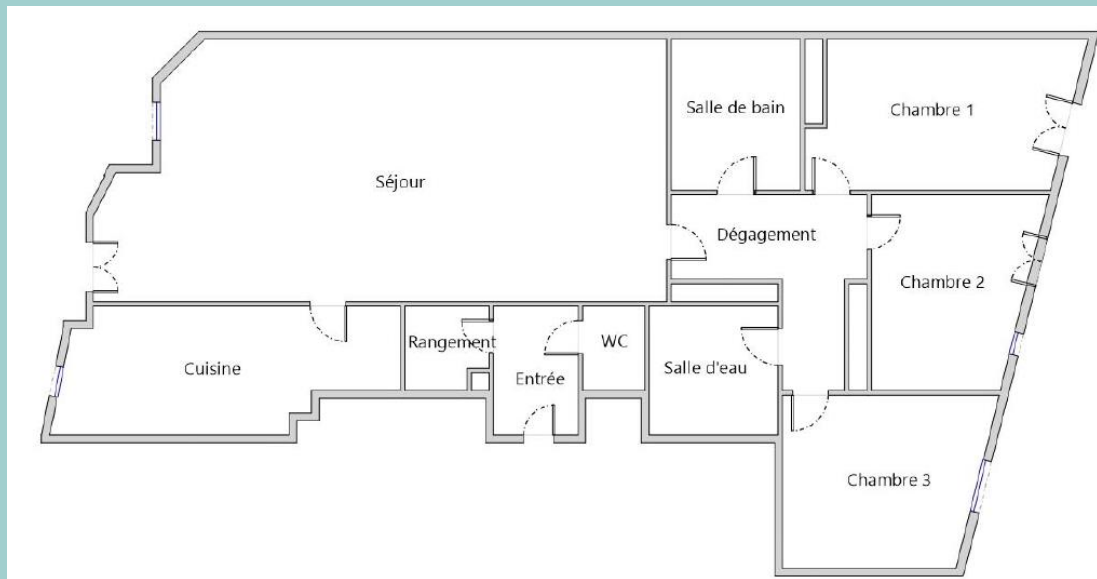 Salle de bain
Chambre 1
Séjour
Dégagement
Chambre 2
Rangement
WC
Cuisine
Entrée
Salle d'eau
Chambre 3